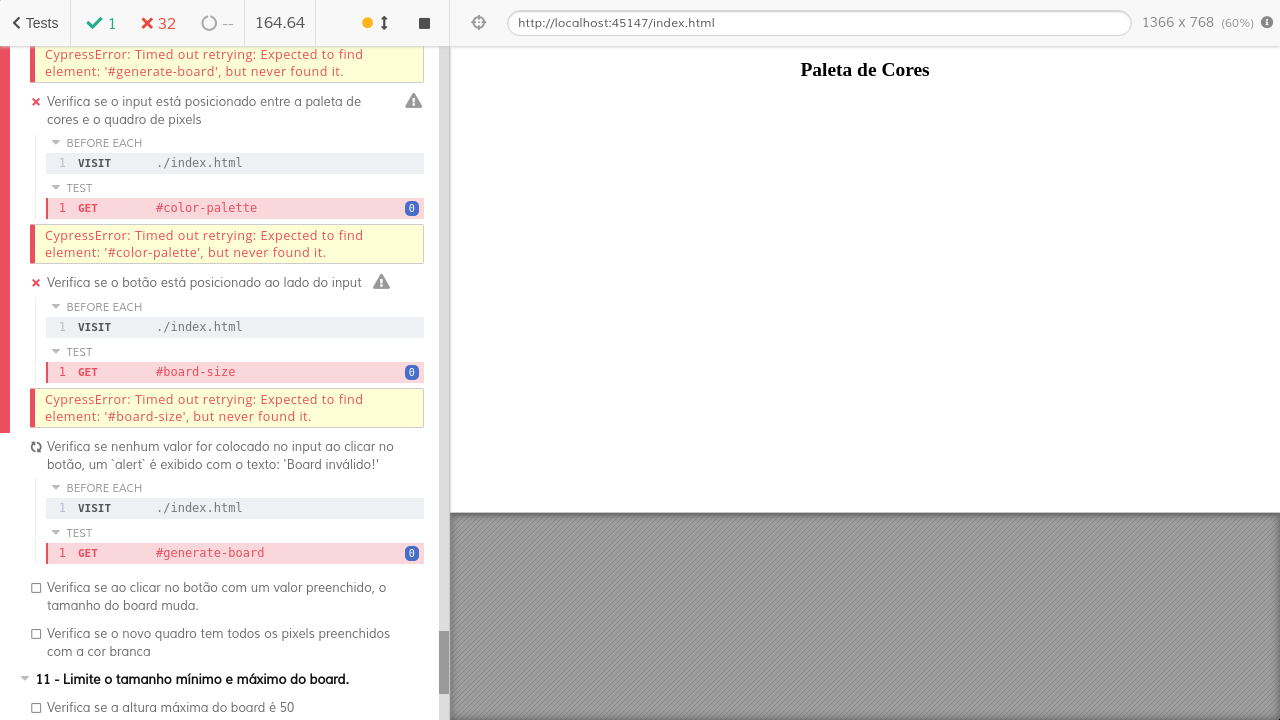 Tests
1
32
--
164.64
http://localhost:45147/index.html
1366 x 768 (60%)
CypressError: Timed out retrying: Expected to find
element: '#generate-board', but never found it.
Verifica se o input está posicionado entre a paleta de
cores e o quadro de pixels
BEFORE EACH
1 VISIT ./index.html
TEST
1 GET #color-palette 0
CypressError: Timed out retrying: Expected to find
element: '#color-palette', but never found it.
Verifica se o botão está posicionado ao lado do input
BEFORE EACH
1 VISIT ./index.html
TEST
1 GET #board-size 0
CypressError: Timed out retrying: Expected to find
element: '#board-size', but never found it.
Verifica se nenhum valor for colocado no input ao clicar no
botão, um `alert` é exibido com o texto: 'Board inválido!'
BEFORE EACH
1 VISIT ./index.html
TEST
1 GET #generate-board 0
Verifica se ao clicar no botão com um valor preenchido, o
tamanho do board muda.
Verifica se o novo quadro tem todos os pixels preenchidos
com a cor branca
11 - Limite o tamanho mínimo e máximo do board.
Verifica se a altura máxima do board é 50
Paleta de Cores